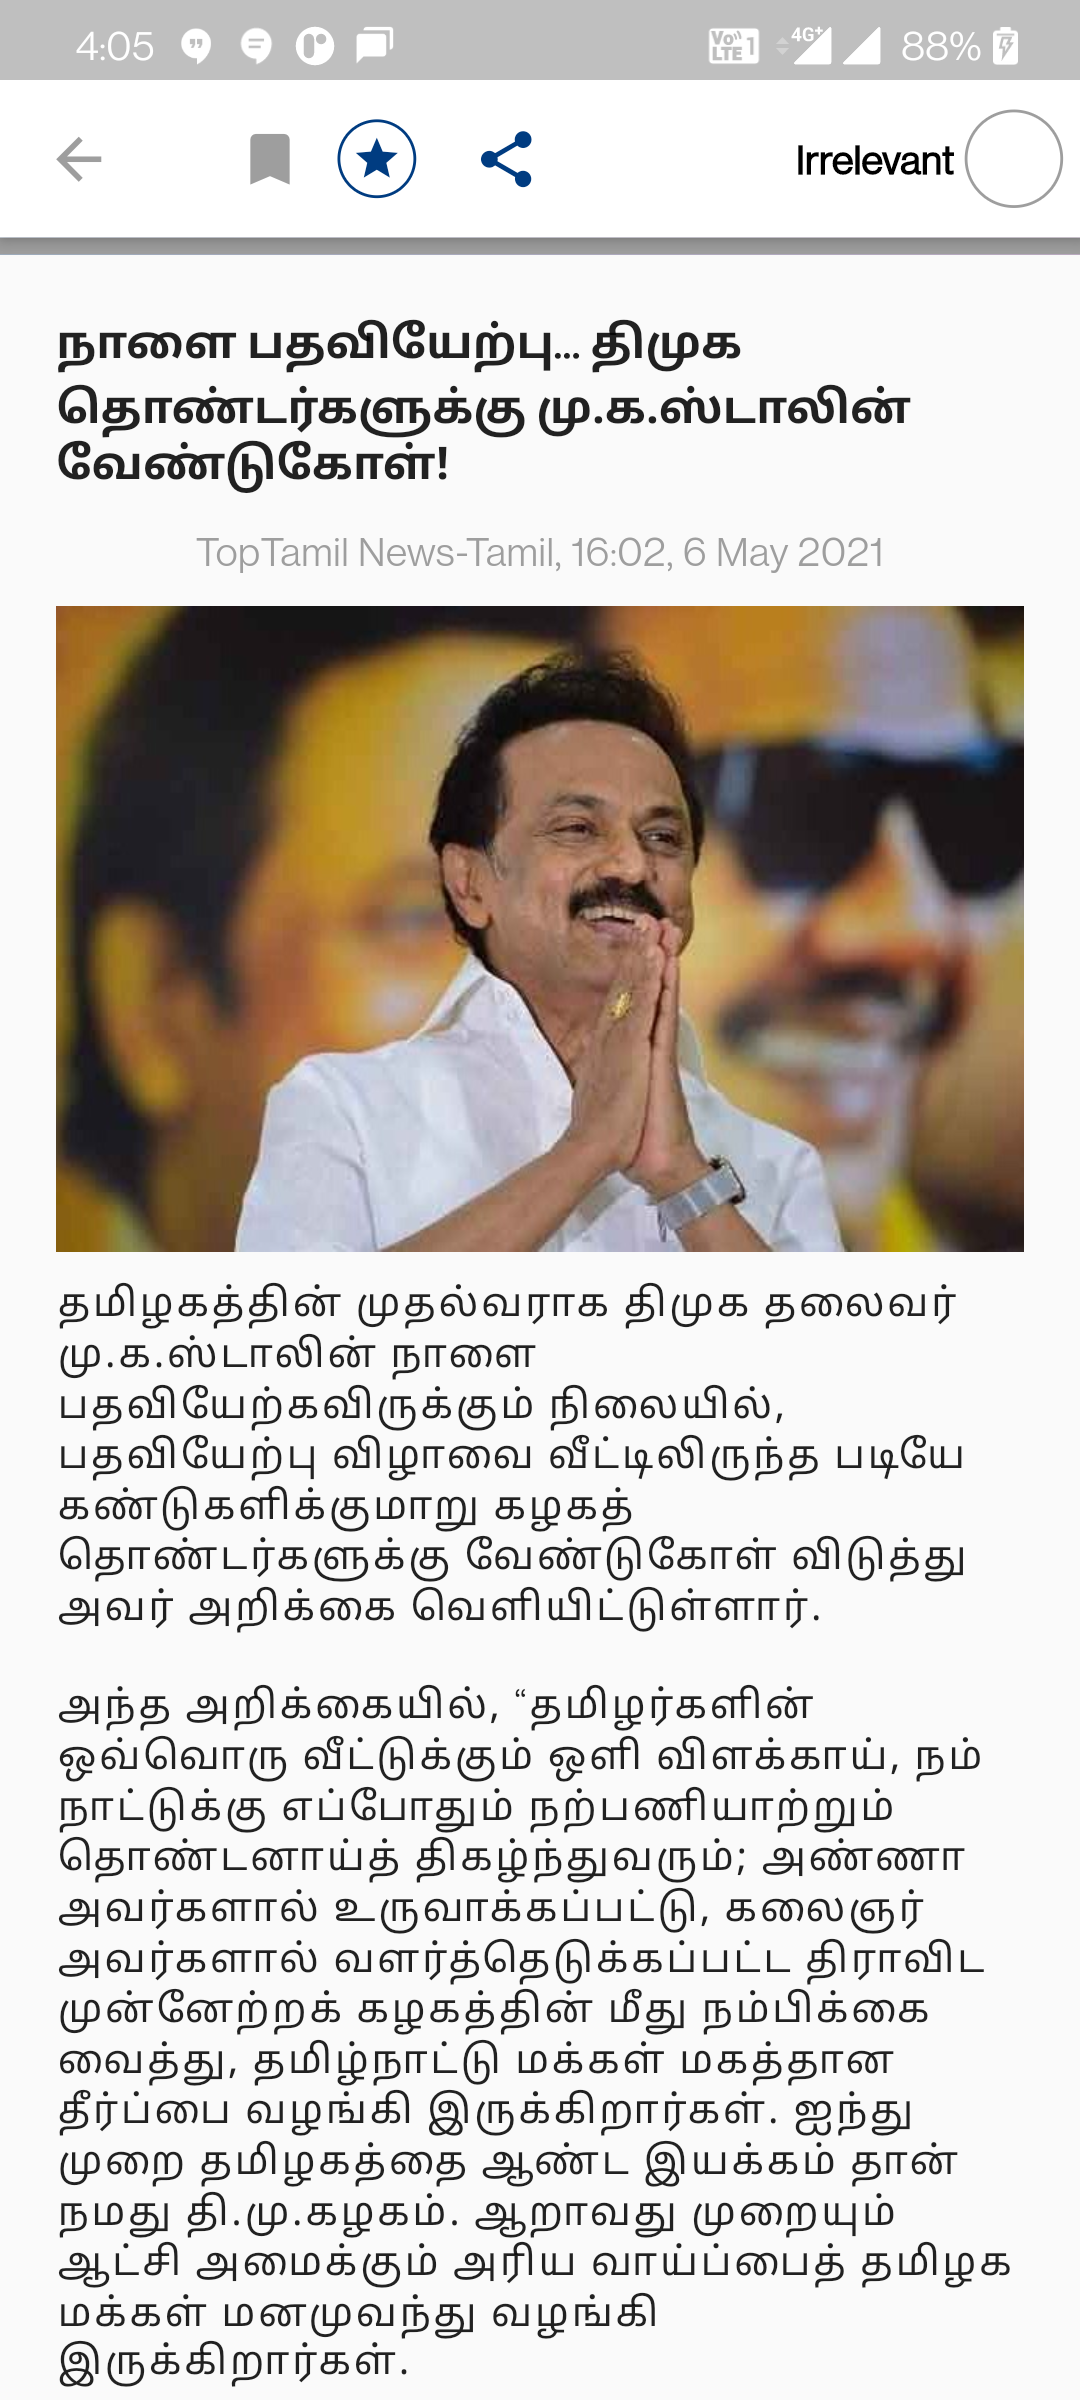 4:05
Vo LTE 1 4G+ 88%
Irrelevant
நாளை பதவியேற்பு... திமுக
தொண்டர்களுக்கு மு.க.ஸ்டாலின்
வேண்டுகோள்!
TopTamil News-Tamil, 16:02, 6 May 2021
தமிழகத்தின் முதல்வராக திமுக தலைவர்
மு.க.ஸ்டாலின் நாளை
பதவியேற்கவிருக்கும் நிலையில்,
பதவியேற்பு விழாவை வீட்டிலிருந்த படியே
கண்டுகளிக்குமாறு கழகத்
தொண்டர்களுக்கு வேண்டுகோள் விடுத்து
அவர் அறிக்கை வெளியிட்டுள்ளார்.
அந்த அறிக்கையில், “தமிழர்களின்
ஒவ்வொரு வீட்டுக்கும் ஒளி விளக்காய், நம்
நாட்டுக்கு எப்போதும் நற்பணியாற்றும்
தொண்டனாய்த் திகழ்ந்துவரும்; அண்ணா
அவர்களால் உருவாக்கப்பட்டு, கலைஞர்
அவர்களால் வளர்த்தெடுக்கப்பட்ட திராவிட
முன்னேற்றக் கழகத்தின் மீது நம்பிக்கை
வைத்து, தமிழ்நாட்டு மக்கள் மகத்தான
தீர்ப்பை வழங்கி இருக்கிறார்கள். ஐந்து
முறை தமிழகத்தை ஆண்ட இயக்கம் தான்
நமது தி.மு.கழகம். ஆறாவது முறையும்
ஆட்சி அமைக்கும் அரிய வாய்ப்பைத் தமிழக
மக்கள் மனமுவந்து வழங்கி
இருக்கிறார்கள்.